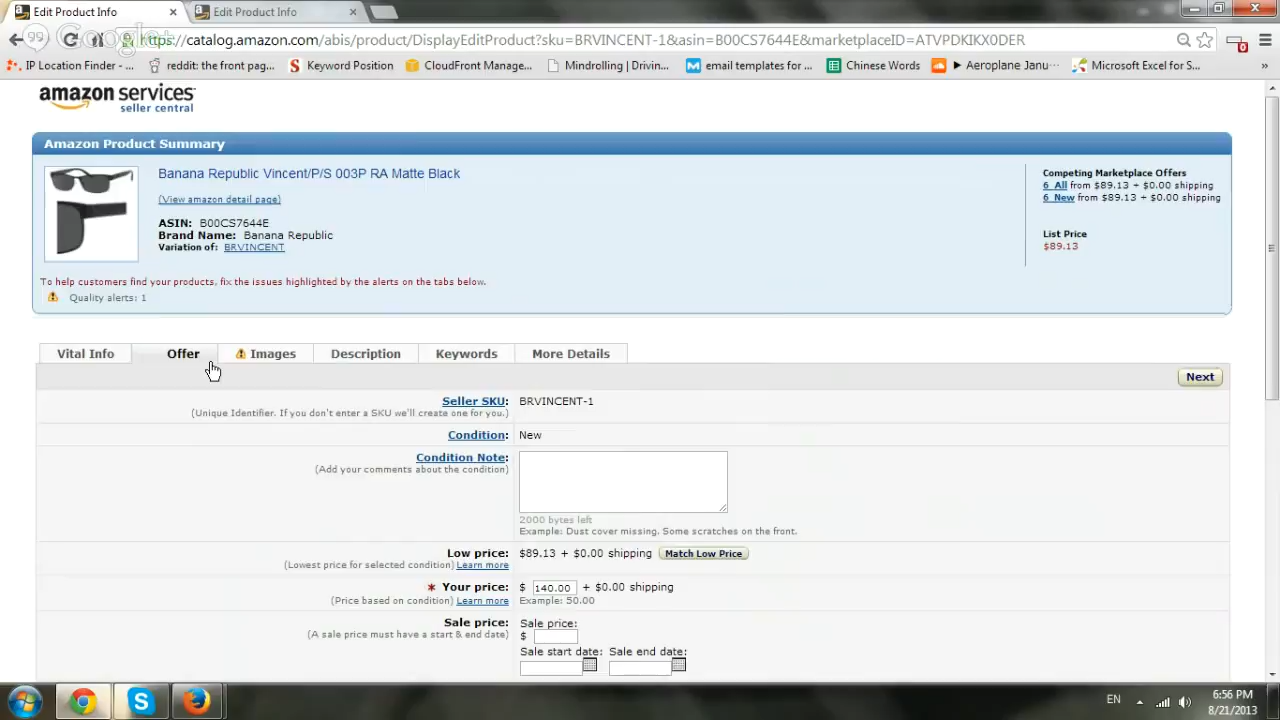 Edit Product Info
Edit Product Info
Google+
https://catalog.amazon.com/abis/product/DisplayEditProduct?sku=BRVINCENT-1&asin=B00CS7644E&marketplaceID=ATVPDKIKX0DER
IP Location Finder - ...
reddit: the front pag...
Keyword Position
CloudFront Manage...
Mindrolling | Drivin...
email templates for ...
Chinese Words
► Aeroplane Janu...
Microsoft Excel for S...
»
amazon services
seller central
Amazon Product Summary
Banana Republic Vincent/P/S 003P RA Matte Black
(View amazon detail page)
ASIN: B00CS7644E
Brand Name: Banana Republic
Variation of: BRVINCENT
Competing Marketplace Offers
6 All from $89.13 + $0.00 shipping
6 New from $89.13 + $0.00 shipping
List Price
$89.13
To help customers find your products, fix the issues highlighted by the alerts on the tabs below.
Quality alerts: 1
Vital Info
Offer
Images
Description
Keywords
More Details
Next
Seller SKU: BRVINCENT-1
(Unique Identifier. If you don't enter a SKU we'll create one for you.)
Condition: New
Condition Note:
(Add your comments about the condition)
2000 bytes left
Example: Dust cover missing. Some scratches on the front.
Low price: $89.13 + $0.00 shipping Match Low Price
(Lowest price for selected condition) Learn more
* Your price: $ 140.00 + $0.00 shipping
(Price based on condition) Learn more Example: 50.00
Sale price: Sale price:
(A sale price must have a start & end date) $
Sale start date: Sale end date:
EN
6:56 PM
8/21/2013